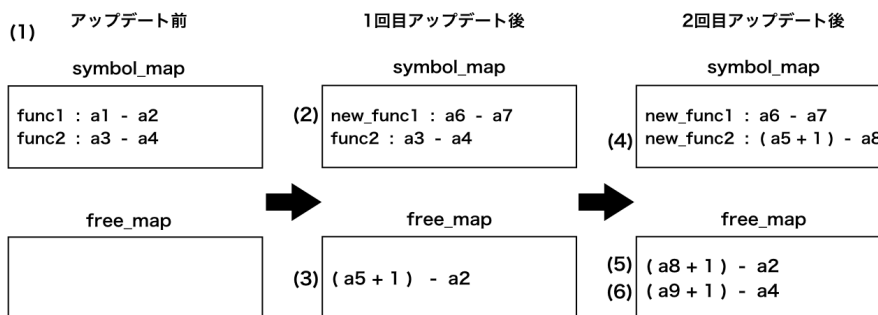 (1)
アップデート前
1回目アップデート後
2回目アップデート後
symbol_map
symbol_map
symbol_map
func1 : a1 - a2
func2 : a3 - a4
(2)
new_func1 : a6 - a7
func2 : a3 - a4
new_func1 : a6 - a7
(4)
new_func2 : ( a5 + 1 ) - a8
free_map
free_map
free_map
(3)
( a5 + 1 ) - a2
(5)
( a8 + 1 ) - a2
(6)
( a9 + 1 ) - a4